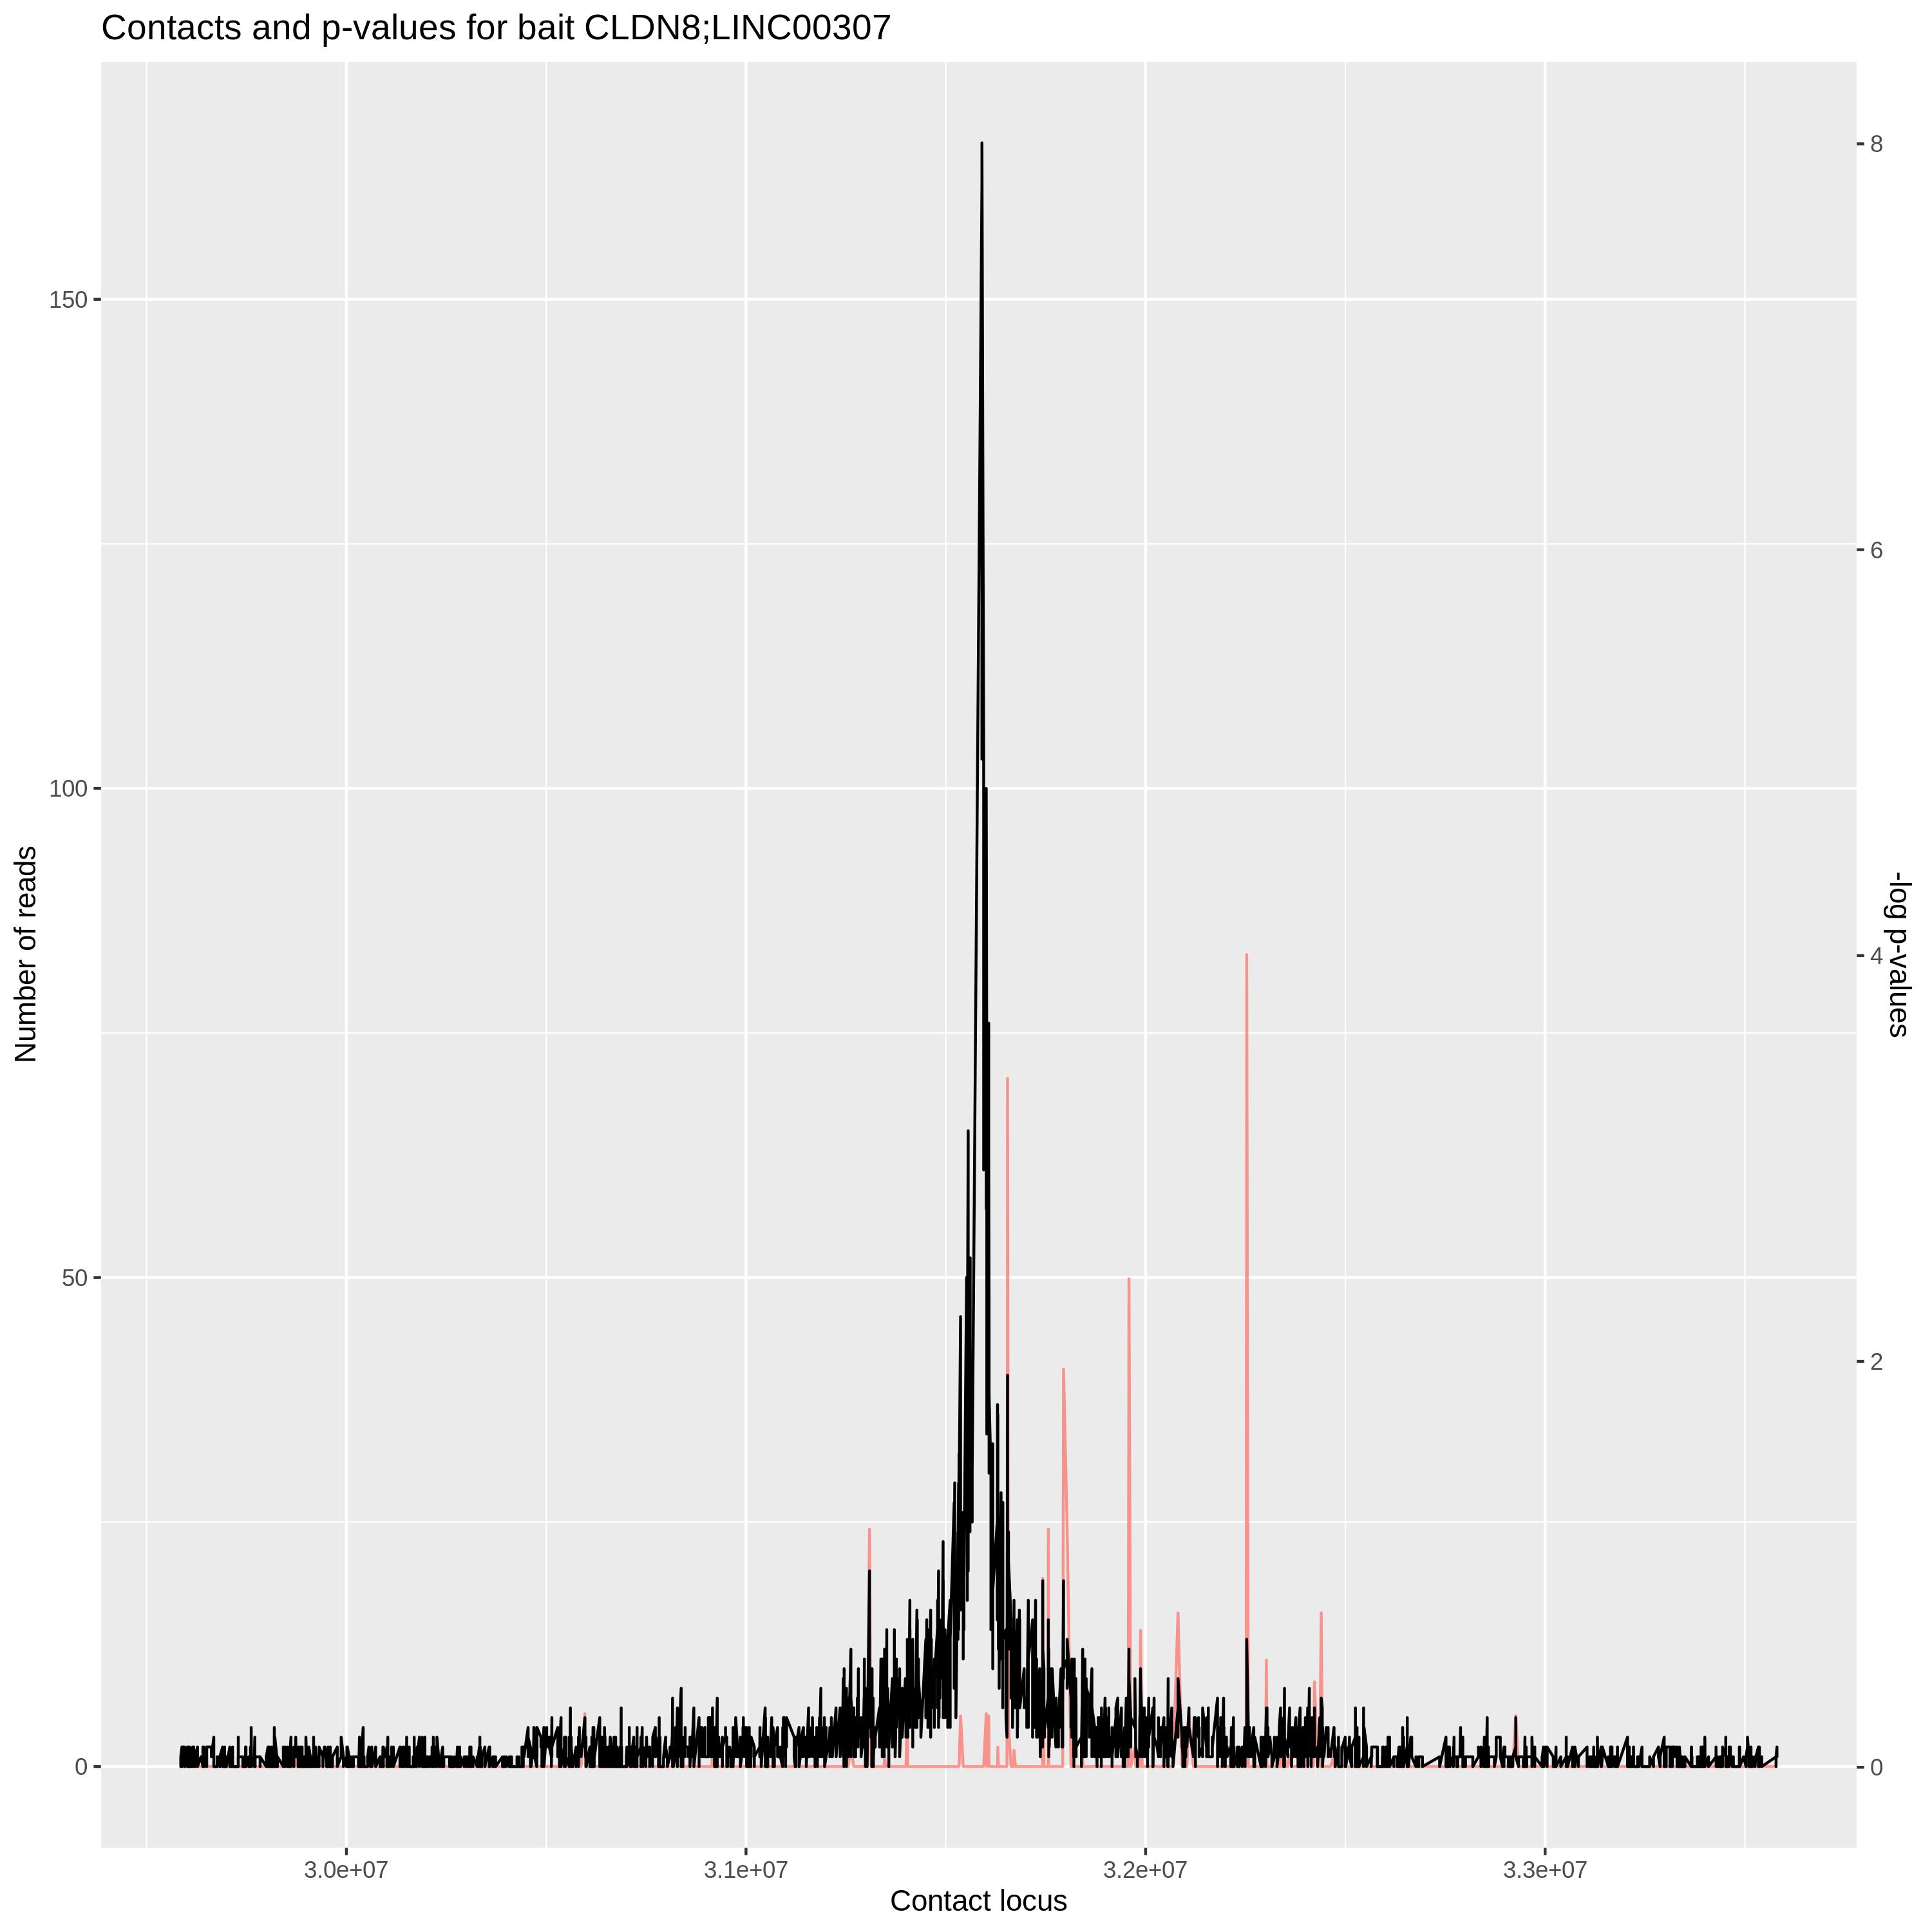 Contacts and p-values for bait CLDN8;LINC00307
150
100
50
0
8
6
4
2
0
Number of reads
-log p-values
3.0e+07
3.1e+07
3.2e+07
3.3e+07
Contact locus